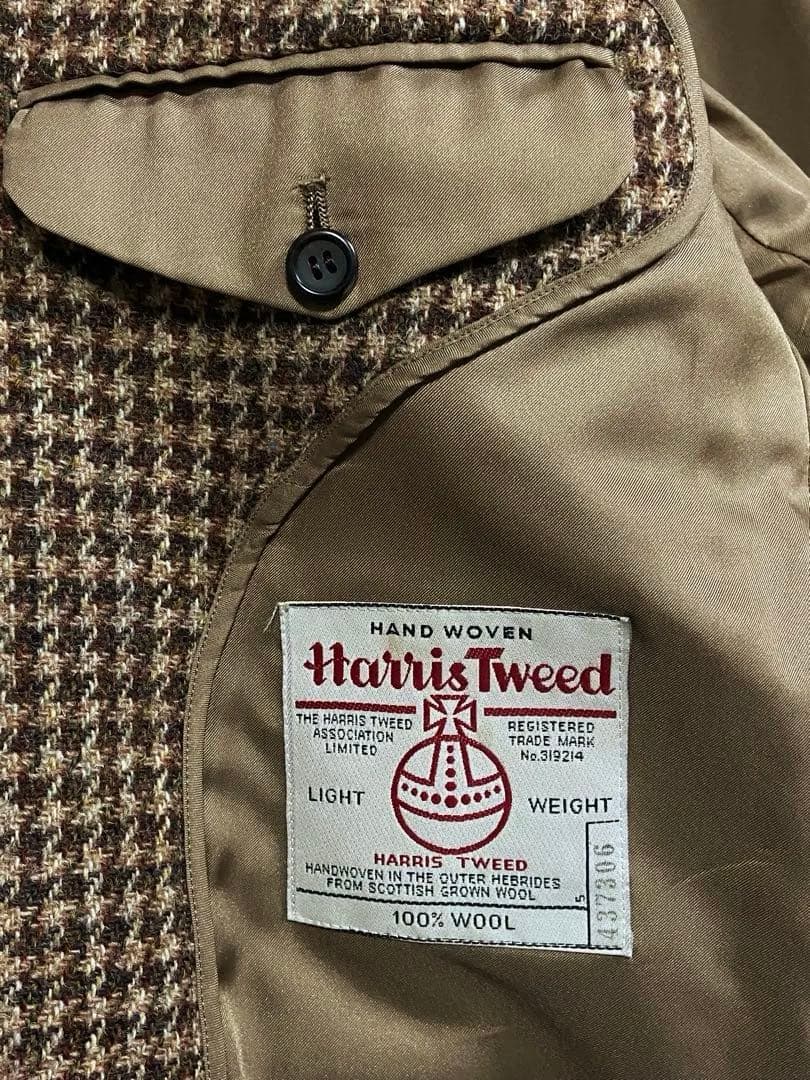 HAND WOVEN
Harris Tweed
THE HARRIS TWEED
ASSOCIATION
LIMITED
REGISTERED
TRADE MARK
No.319214
LIGHT WEIGHT
HARRIS TWEED
HANDWOVEN IN THE OUTER HEBRIDES
FROM SCOTTISH GROWN WOOL
100% WOOL
5
437306